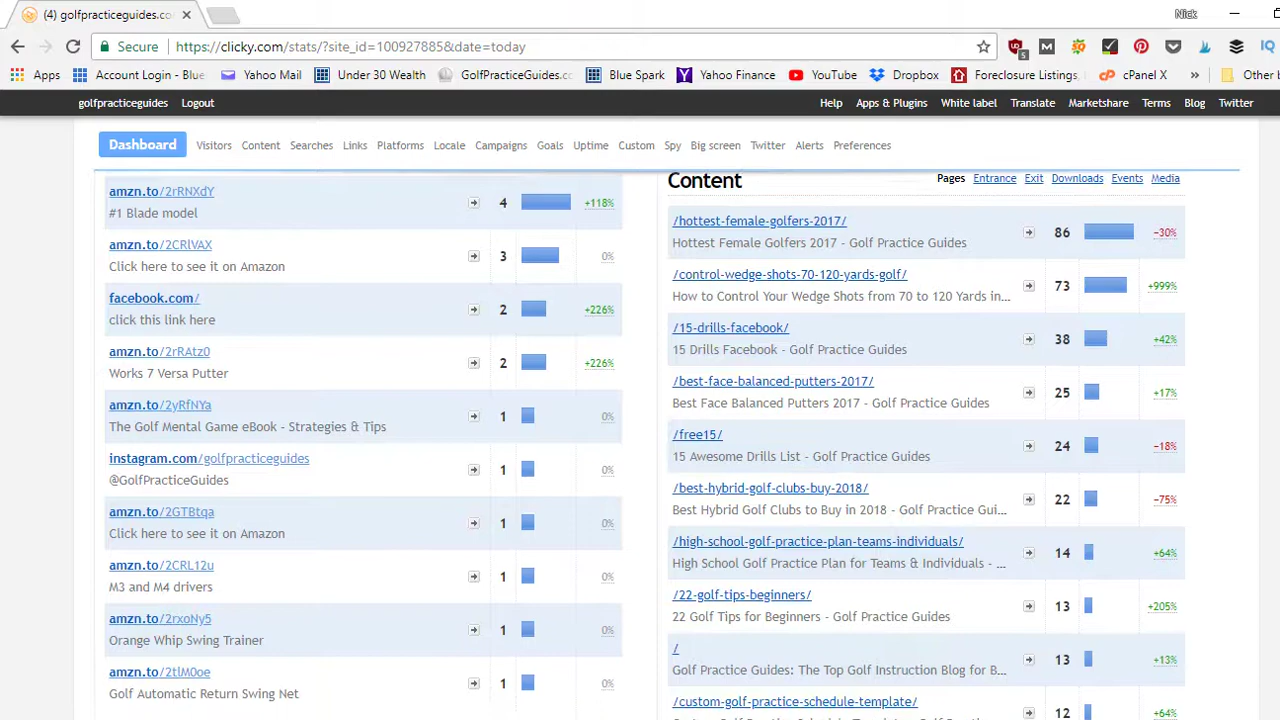 (4) golfpracticeguides.co
Nick
Secure https://clicky.com/stats/?site_id=100927885&date=today
Apps Account Login - Blue Yahoo Mail Under 30 Wealth GolfPracticeGuides.co Blue Spark Yahoo Finance YouTube Dropbox Foreclosure Listings, cPanel X » Other b
golfpracticeguides Logout Help Apps & Plugins White label Translate Marketshare Terms Blog Twitter
Dashboard Visitors Content Searches Links Platforms Locale Campaigns Goals Uptime Custom Spy Big screen Twitter Alerts Preferences
amzn.to/2rRNXdY
#1 Blade model
4 +118%
amzn.to/2CRlVAX
Click here to see it on Amazon
3 0%
facebook.com/
click this link here
2 +226%
amzn.to/2rRAtz0
Works 7 Versa Putter
2 +226%
amzn.to/2yRfNYa
The Golf Mental Game eBook - Strategies & Tips
1 0%
instagram.com/golfpracticeguides
@GolfPracticeGuides
1 0%
amzn.to/2GTBtqa
Click here to see it on Amazon
1 0%
amzn.to/2CRL12u
M3 and M4 drivers
1 0%
amzn.to/2rxoNy5
Orange Whip Swing Trainer
1 0%
amzn.to/2tlM0oe
Golf Automatic Return Swing Net
1 0%
Content
Pages Entrance Exit Downloads Events Media
/hottest-female-golfers-2017/
Hottest Female Golfers 2017 - Golf Practice Guides
86 -30%
/control-wedge-shots-70-120-yards-golf/
How to Control Your Wedge Shots from 70 to 120 Yards in...
73 +999%
/15-drills-facebook/
15 Drills Facebook - Golf Practice Guides
38 +42%
/best-face-balanced-putters-2017/
Best Face Balanced Putters 2017 - Golf Practice Guides
25 +17%
/free15/
15 Awesome Drills List - Golf Practice Guides
24 -18%
/best-hybrid-golf-clubs-buy-2018/
Best Hybrid Golf Clubs to Buy in 2018 - Golf Practice Gui...
22 -75%
/high-school-golf-practice-plan-teams-individuals/
High School Golf Practice Plan for Teams & Individuals - ...
14 +64%
/22-golf-tips-beginners/
22 Golf Tips for Beginners - Golf Practice Guides
13 +205%
/
Golf Practice Guides: The Top Golf Instruction Blog for B...
13 +13%
/custom-golf-practice-schedule-template/
12 +64%